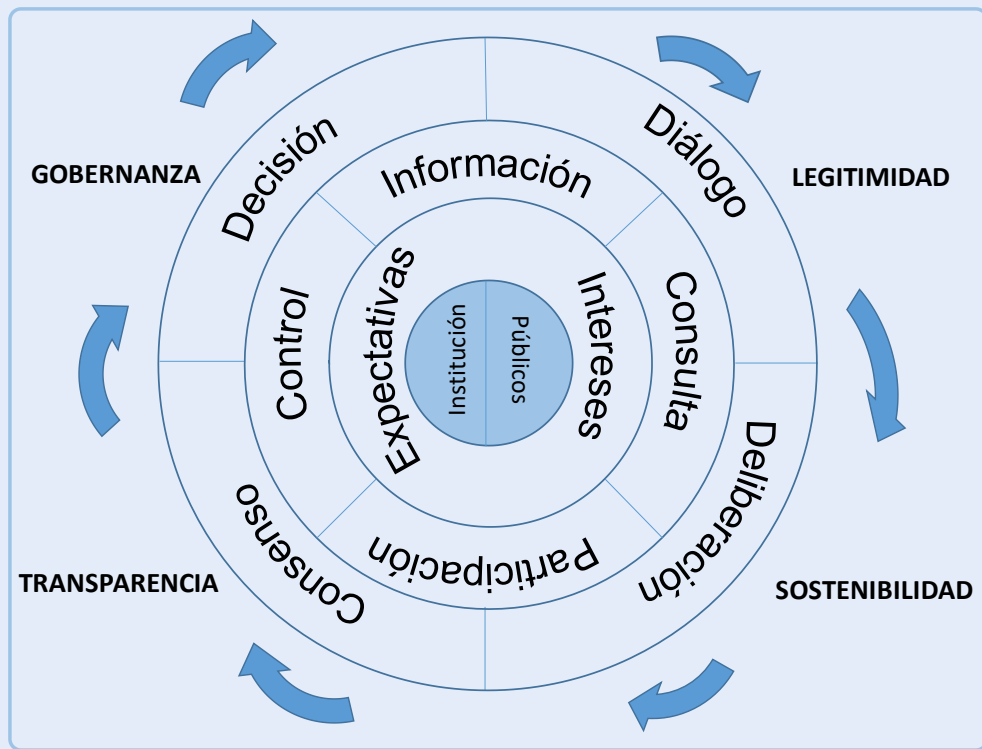 GOBERNANZA
LEGITIMIDAD
SOSTENIBILIDAD
TRANSPARENCIA
Decisión
Diálogo
Deliberación
Consenso
Información
Consulta
Participación
Control
Expectativas
Intereses
Institución
Públicos